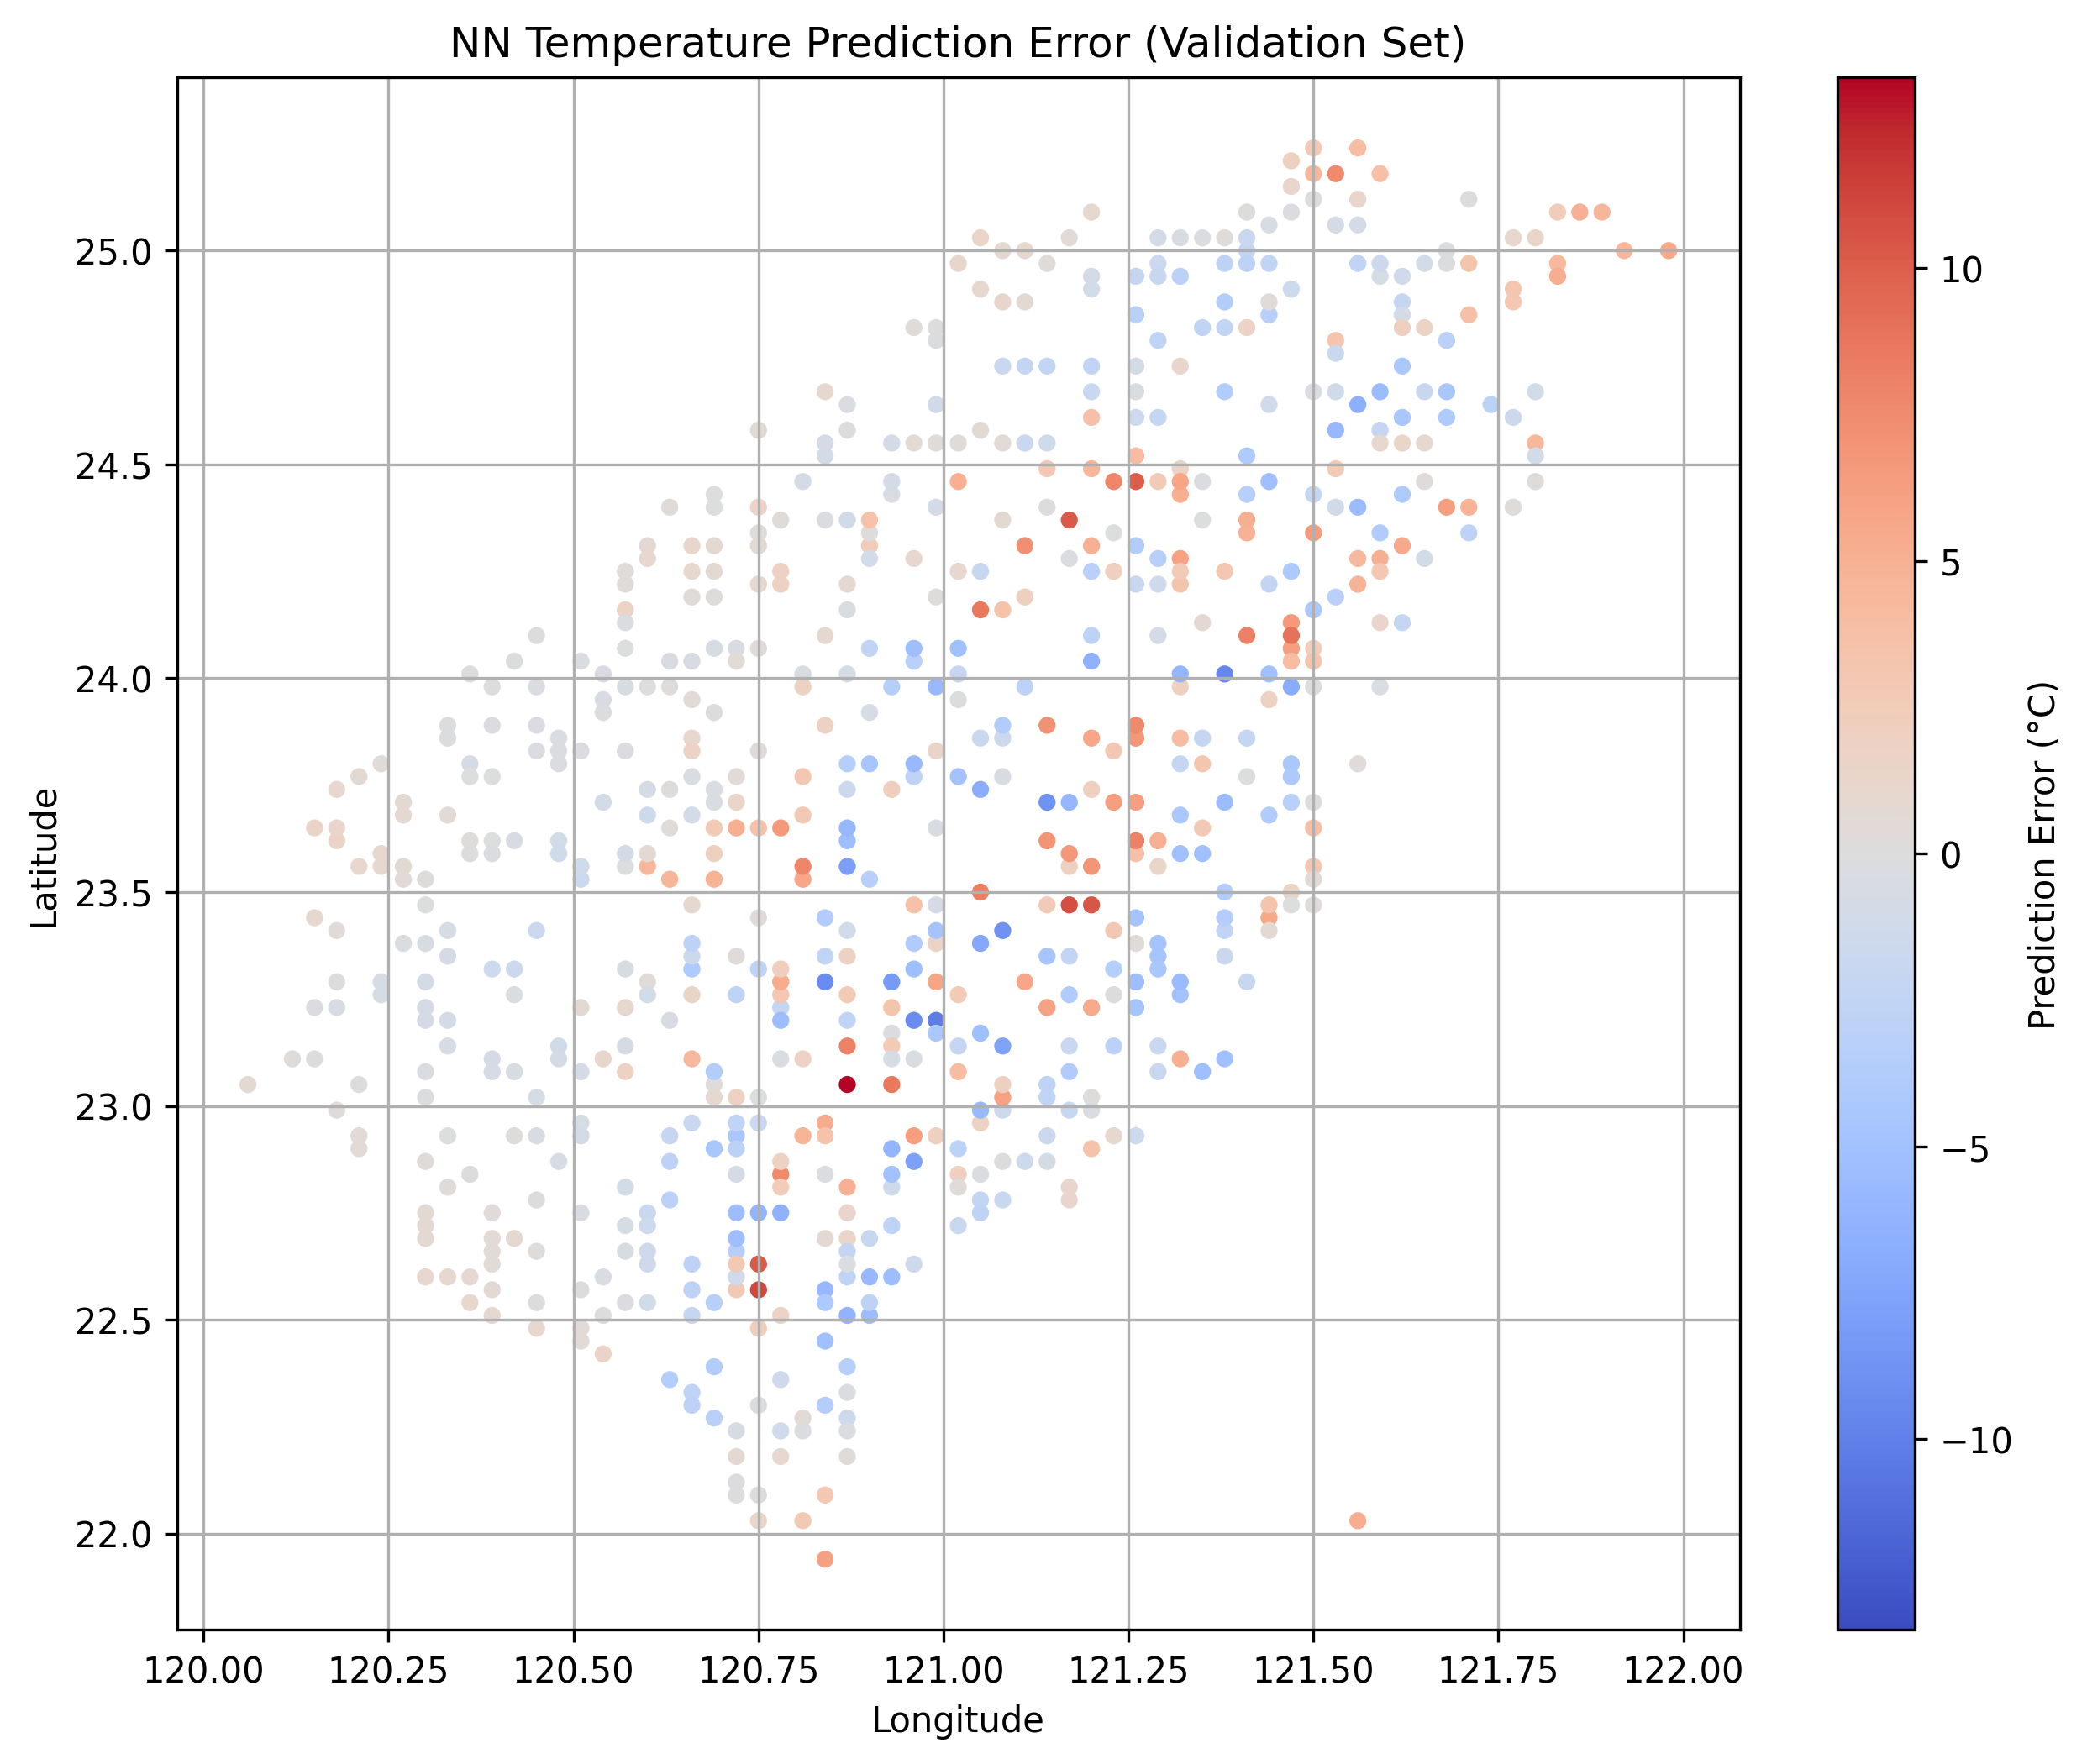 NN Temperature Prediction Error (Validation Set)
25.0
24.5
24.0
23.5
23.0
22.5
22.0
Latitude
120.00 120.25 120.50 120.75 121.00 121.25 121.50 121.75 122.00
Longitude
10
5
0
−5
−10
Prediction Error (°C)